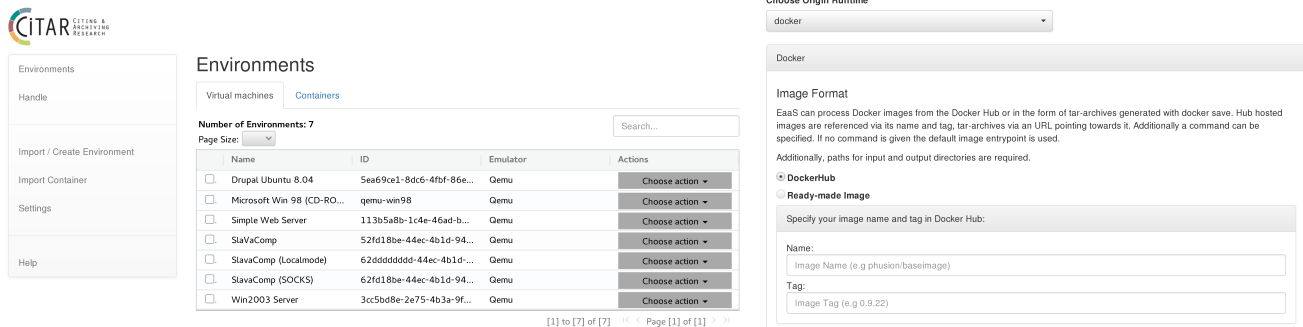 CiTAR CITING & ARCHIVING RESEARCH
Environments
Handle
Import / Create Environment
Import Container
Settings
Help
Environments
Virtual machines Containers
Number of Environments: 7
Search...
Page Size:
Name ID Emulator Actions
Drupal Ubuntu 8.04 5ea69ce1-8dc6-4fbf-86e... Qemu Choose action
Microsoft Win 98 (CD-RO... qemu-win98 Qemu Choose action
Simple Web Server 113b5a8b-1c4e-46ad-b... Qemu Choose action
SlaVaComp 52fd18be-44ec-4b1d-94... Qemu Choose action
SlavaComp (Localmode) 62dddddddd-44ec-4b1d-... Qemu Choose action
SlavaComp (SOCKS) 62fd18be-44ec-4b1d-94... Qemu Choose action
Win2003 Server 3cc5bd8e-2e75-4b3a-9f... Qemu Choose action
[1] to [7] of [7] Page [1] of [1]
Choose Origin Runtime
docker
Docker
Image Format
EaaS can process Docker images from the Docker Hub or in the form of tar-archives generated with docker save. Hub hosted
images are referenced via its name and tag, tar-archives via an URL pointing towards it. Additionally a command can be
specified. If no command is given the default image entrypoint is used.
Additionally, paths for input and output directories are required.
DockerHub
Ready-made Image
Specify your image name and tag in Docker Hub:
Name:
Image Name (e.g phusion/baseimage)
Tag:
Image Tag (e.g 0.9.22)